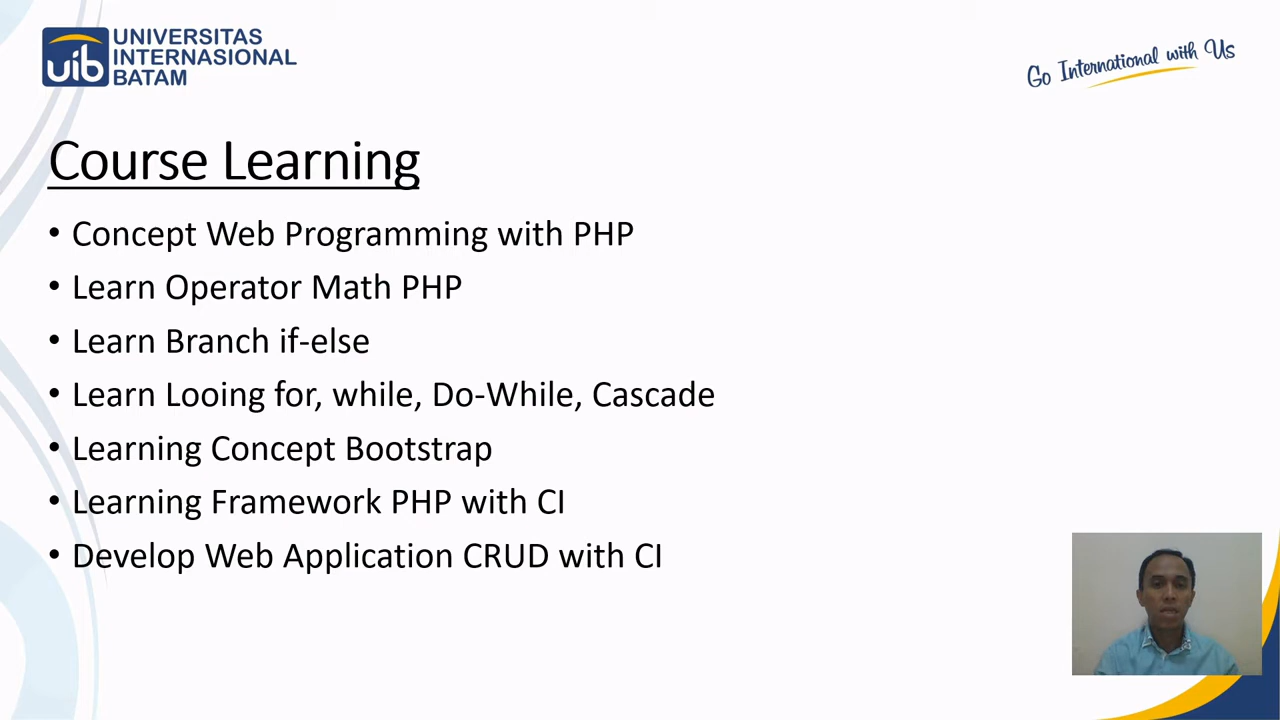 uib
UNIVERSITAS
INTERNASIONAL
BATAM
Go International with Us
Course Learning
• Concept Web Programming with PHP
• Learn Operator Math PHP
• Learn Branch if-else
• Learn Looing for, while, Do-While, Cascade
• Learning Concept Bootstrap
• Learning Framework PHP with CI
• Develop Web Application CRUD with CI